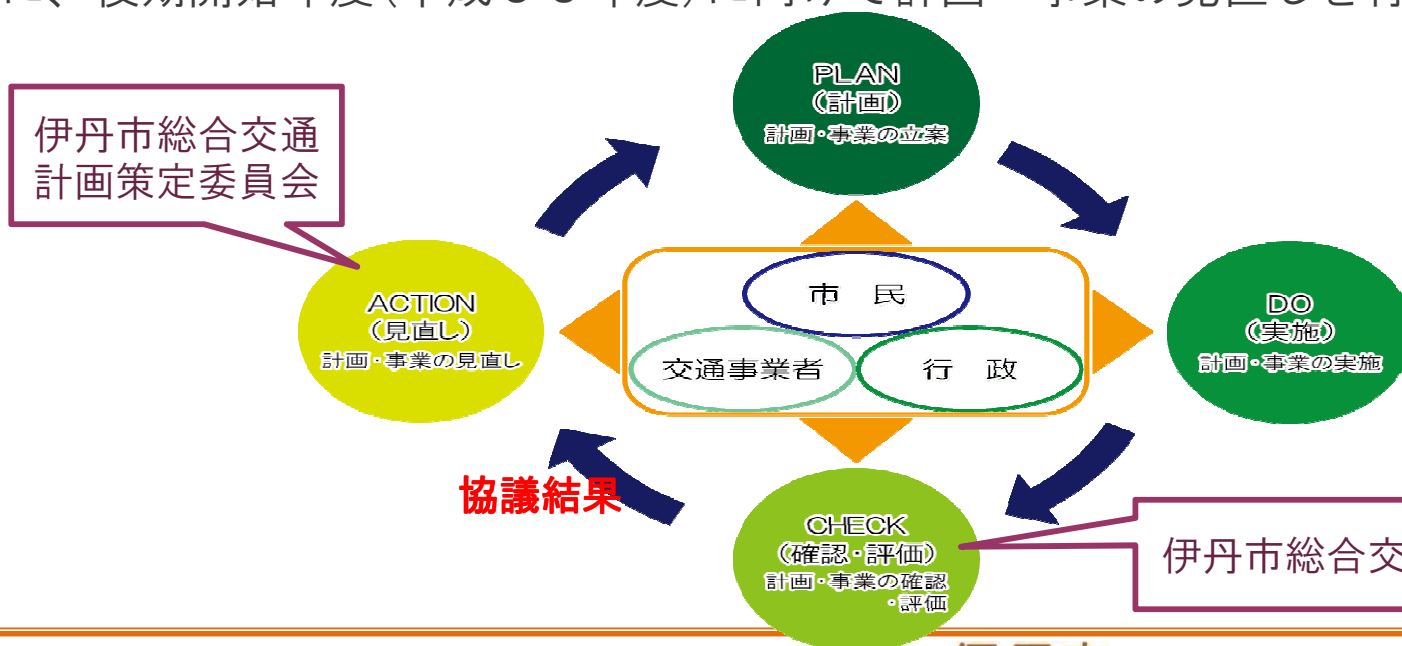 PLAN
(計画)
計画・事業の立案
伊丹市総合交通
計画策定委員会
市 民
ACTION
(見直し)
計画・事業の見直し
DO
(実施)
計画・事業の実施
交通事業者
行 政
協議結果
CHECK
(確認・評価)
計画・事業の確認
・評価
伊丹市総合交